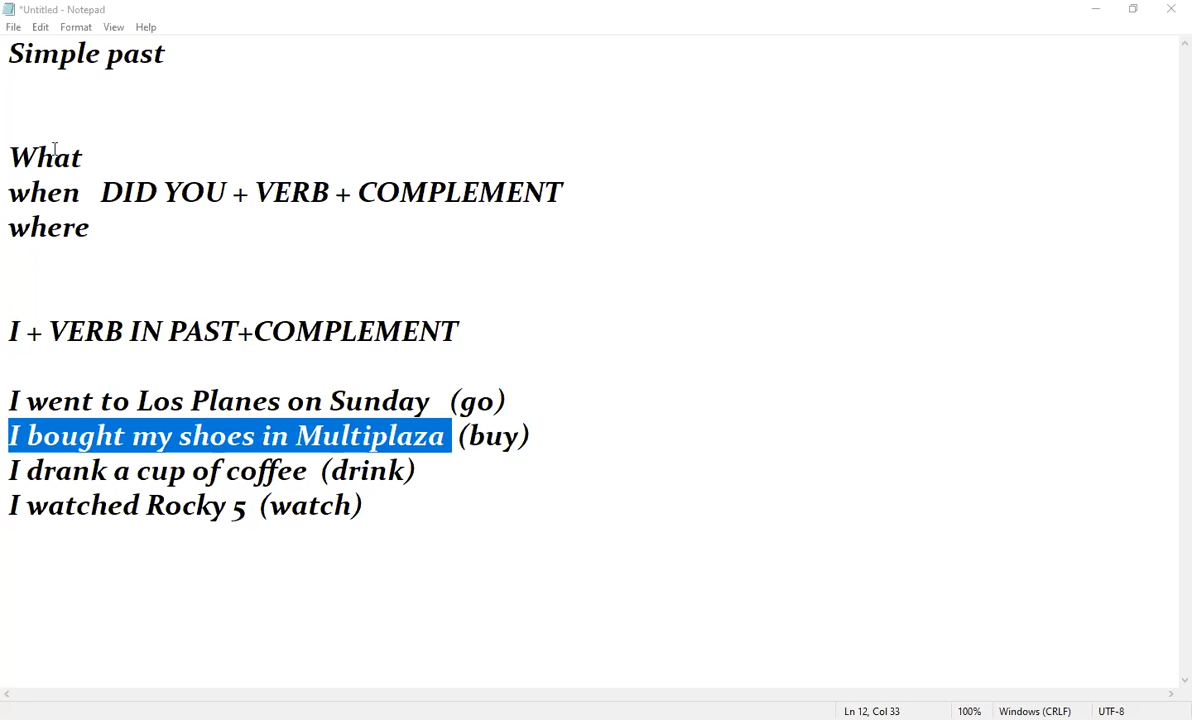 *Untitled - Notepad
File Edit Format View Help
Simple past
What
when DID YOU + VERB + COMPLEMENT
where
I + VERB IN PAST+COMPLEMENT
I went to Los Planes on Sunday (go)
I bought my shoes in Multiplaza (buy)
I drank a cup of coffee (drink)
I watched Rocky 5 (watch)
Ln 12, Col 33 100% Windows (CRLF) UTF-8